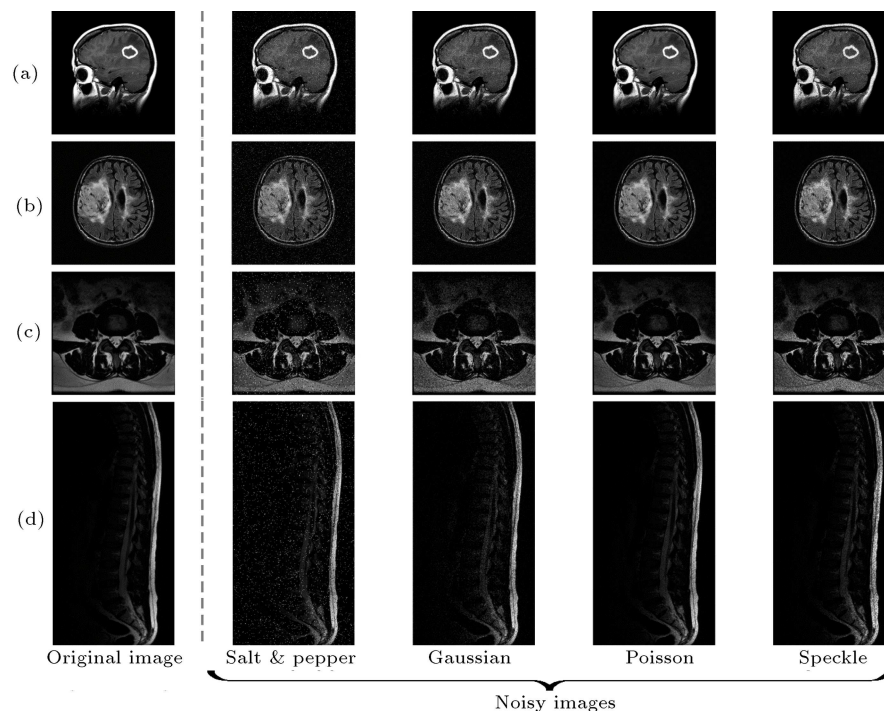 (a)
(b)
(c)
(d)
Original image Salt & pepper Gaussian Poisson Speckle
Noisy images